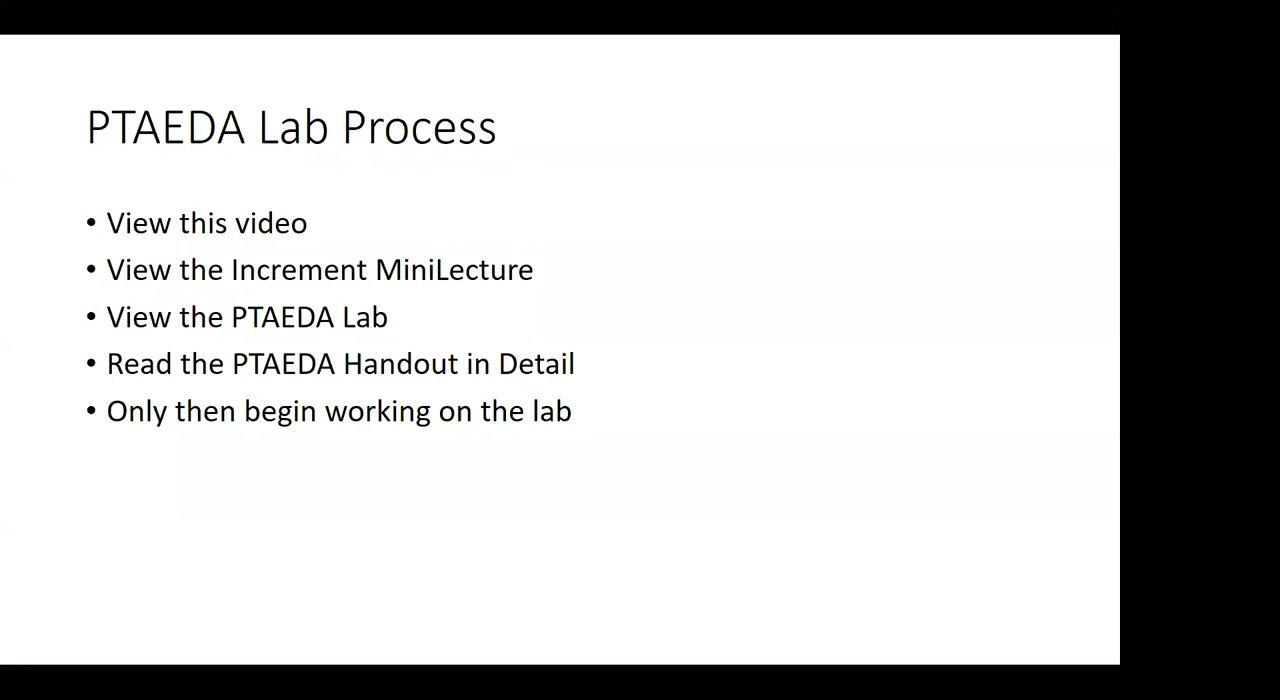 PTAEDA Lab Process
• View this video
• View the Increment MiniLecture
• View the PTAEDA Lab
• Read the PTAEDA Handout in Detail
• Only then begin working on the lab